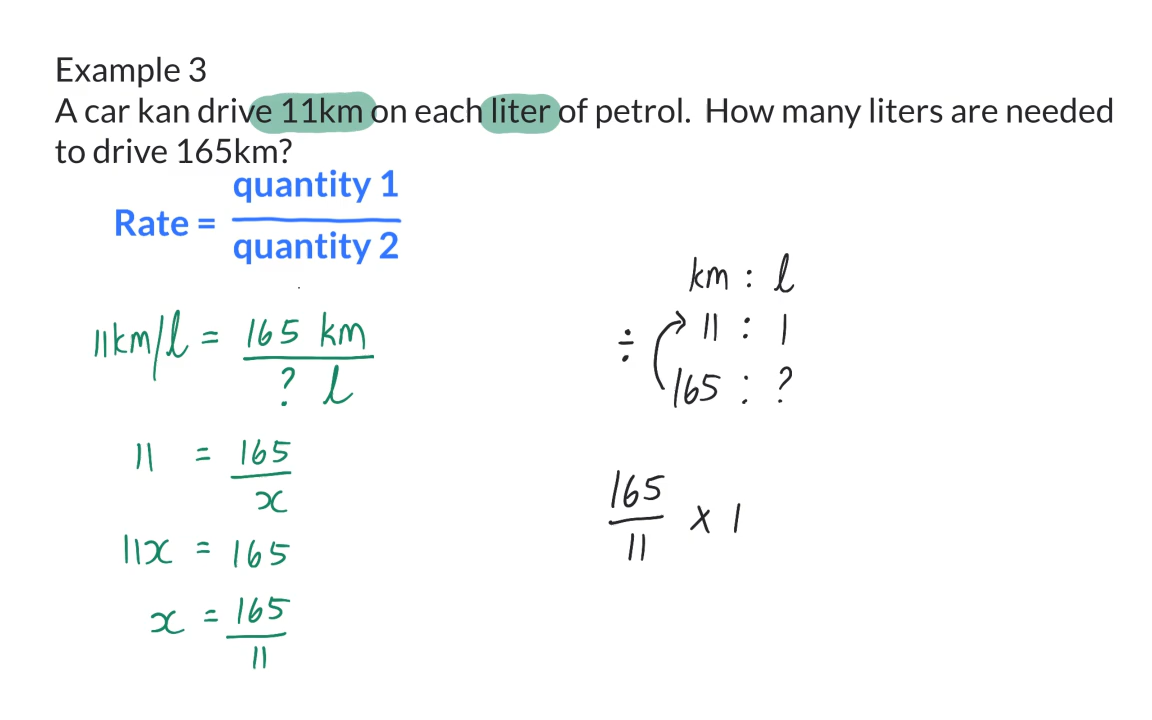 Example 3
A car kan drive 11km on each liter of petrol. How many liters are needed
to drive 165km?
Rate = quantity 1 / quantity 2
11km/l = 165 km / ? l
11 = 165 / x
11x = 165
x = 165 / 11
km : l
÷ 11 : 1
165 : ?
165 / 11 × 1